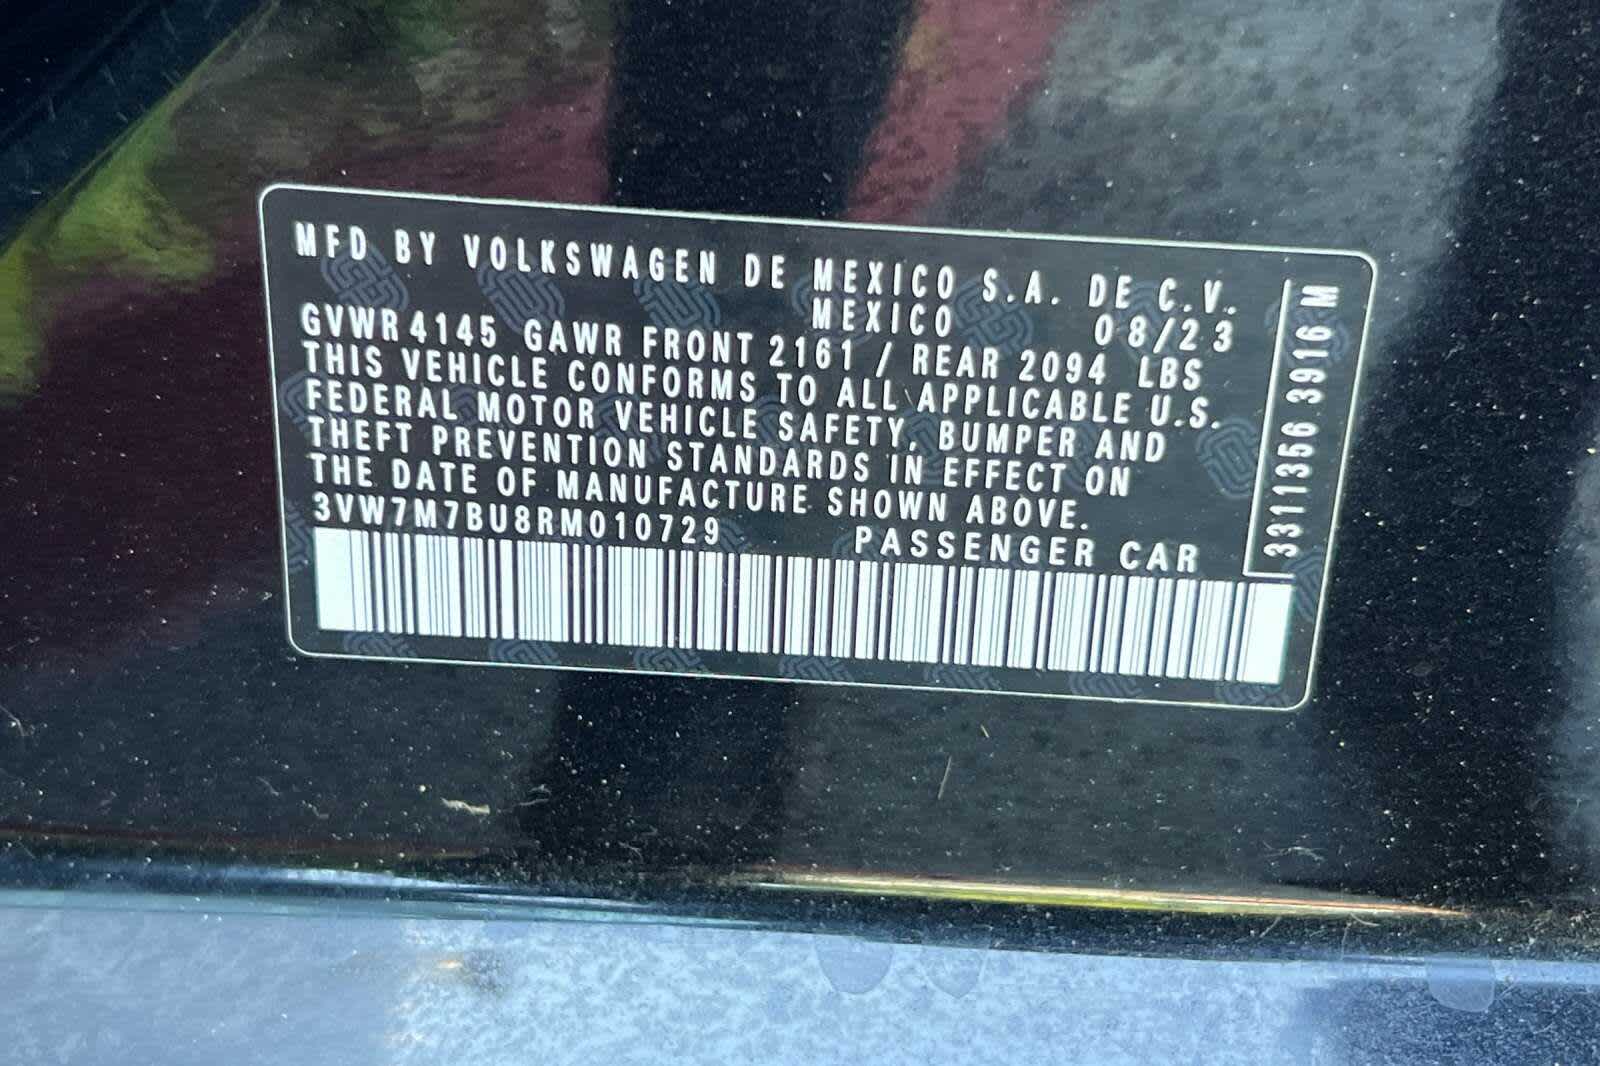 MFD BY VOLKSWAGEN DE MEXICO S.A. DE C.V.
MEXICO 08/23
GVWR 4145 GAWR FRONT 2161 / REAR 2094 LBS
THIS VEHICLE CONFORMS TO ALL APPLICABLE U.S.
FEDERAL MOTOR VEHICLE SAFETY, BUMPER AND
THEFT PREVENTION STANDARDS IN EFFECT ON
THE DATE OF MANUFACTURE SHOWN ABOVE.
3VW7M7BU8RM010729 PASSENGER CAR
3311356 3916 M